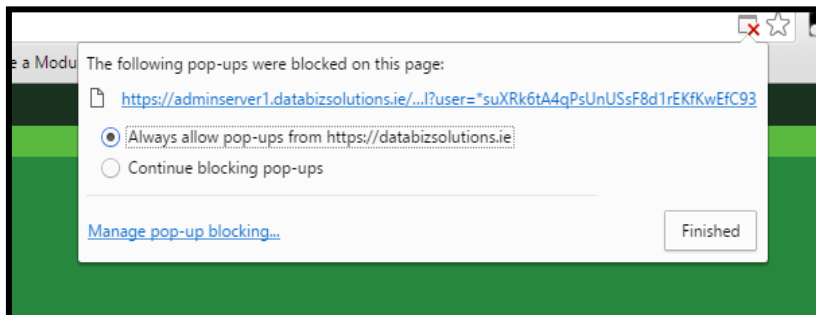 e a Modu
The following pop-ups were blocked on this page:
https://adminserver1.databizsolutions.ie/...l?user=*suXRk6tA4qPsUnUSsF8d1rEKfKwEfC93
Always allow pop-ups from https://databizsolutions.ie
Continue blocking pop-ups
Manage pop-up blocking...
Finished